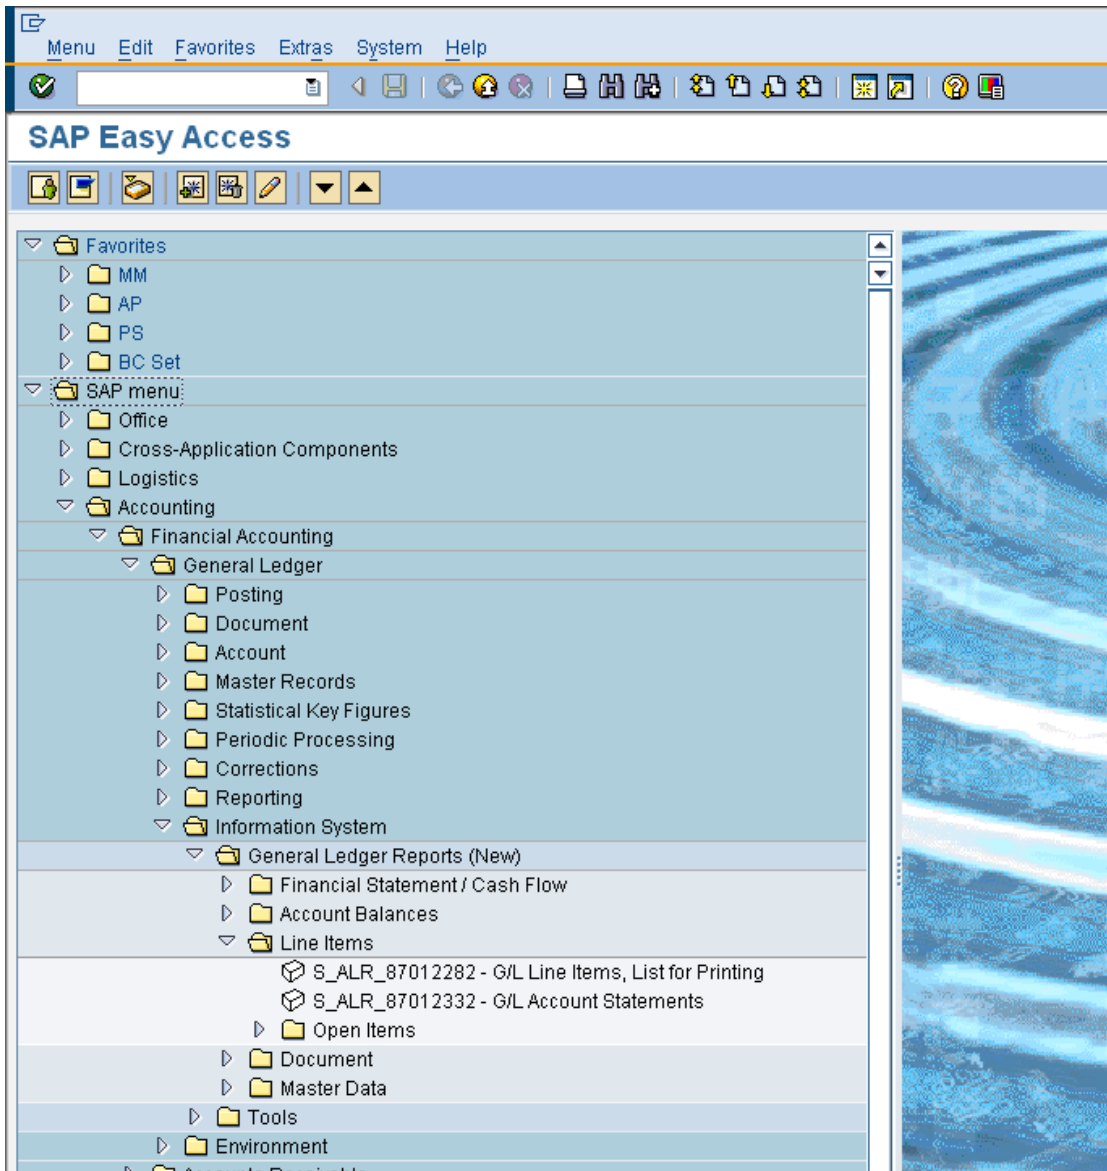 Menu Edit Favorites Extras System Help
SAP Easy Access
Favorites
MM
AP
PS
BC Set
SAP menu
Office
Cross-Application Components
Logistics
Accounting
Financial Accounting
General Ledger
Posting
Document
Account
Master Records
Statistical Key Figures
Periodic Processing
Corrections
Reporting
Information System
General Ledger Reports (New)
Financial Statement / Cash Flow
Account Balances
Line Items
S_ALR_87012282 - G/L Line Items, List for Printing
S_ALR_87012332 - G/L Account Statements
Open Items
Document
Master Data
Tools
Environment